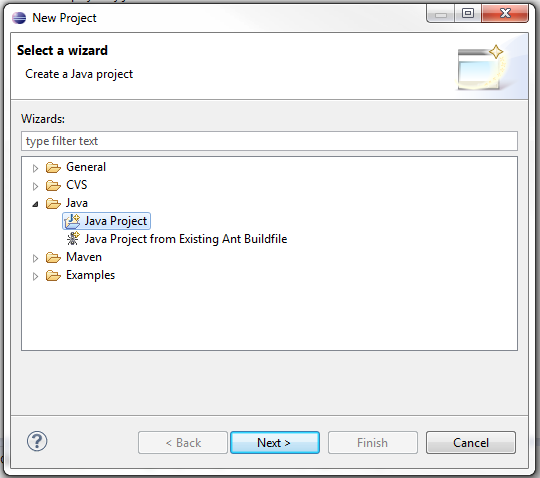 New Project
Select a wizard
Create a Java project
Wizards:
type filter text
General
CVS
Java
Java Project
Java Project from Existing Ant Buildfile
Maven
Examples
?
< Back
Next >
Finish
Cancel